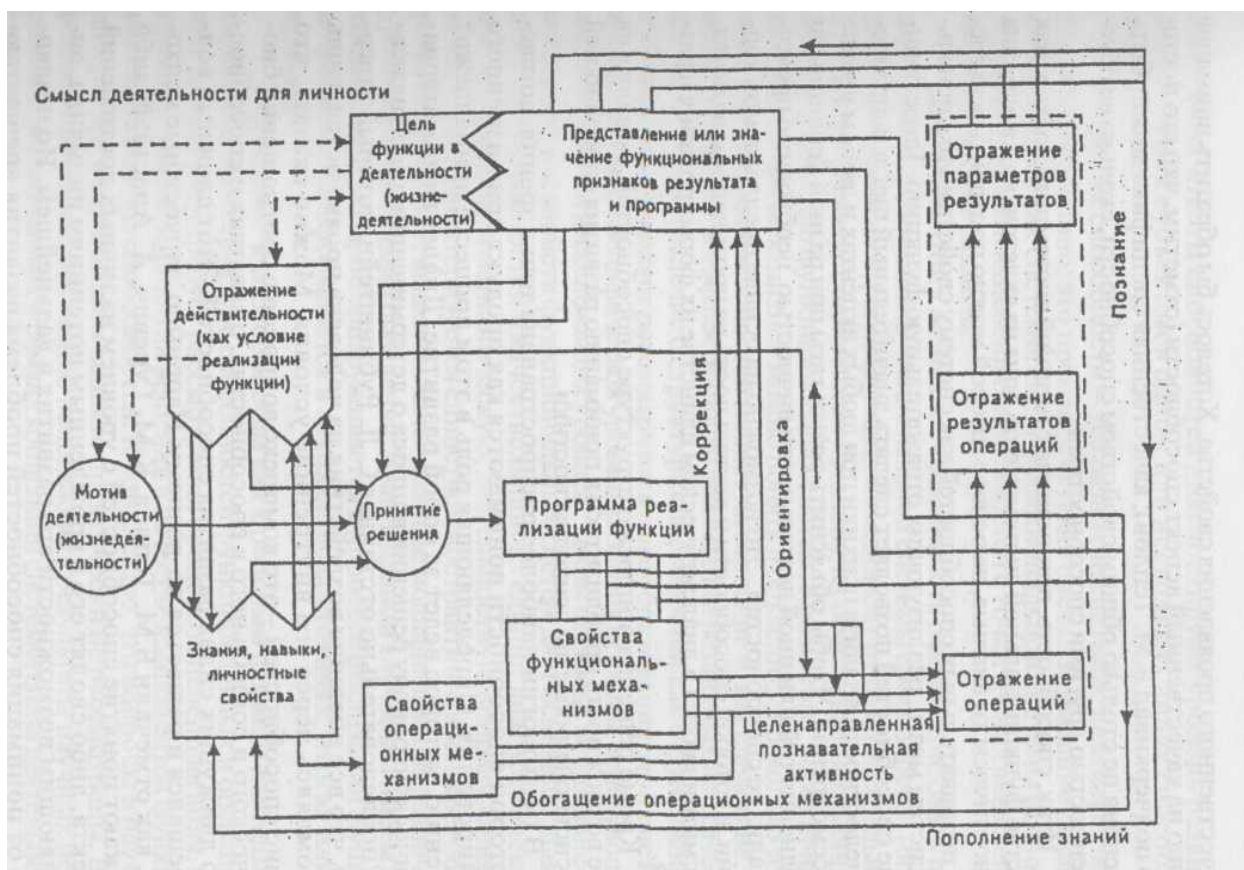 Смысл деятельности для личности
Цель
функции в
деятельности
(жизне-
деятельности)
Представление или зна-
чение функциональных
признаков результата
и программы
Отражение
параметров
результатов
Познание
Отражение
действительности
(как условие
реализации
функции)
Коррекция
Ориентировка
Отражение
результатов
операций
Мотив
деятельности
(жизнедея-
тельности)
Принятие
решения
Программа реа-
лизации функции
Знания, навыки,
личностные
свойства
Свойства
операци-
онных ме-
ханизмов
Свойства
функциональ-
ных меха-
низмов
Отражение
операций
Целенаправленная
познавательная
активность
Обогащение операционных механизмов
Пополнение знаний